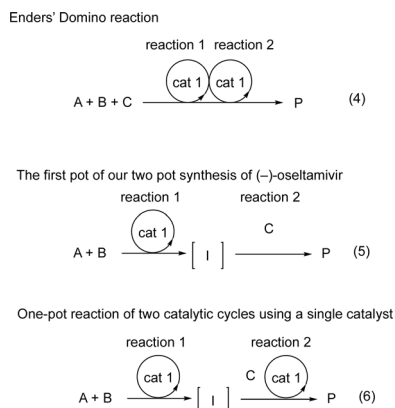 Enders' Domino reaction
reaction 1 reaction 2
cat 1 cat 1
A + B + C P (4)
The first pot of our two pot synthesis of (–)-oseltamivir
reaction 1 reaction 2
cat 1 C
A + B [ I ] P (5)
One-pot reaction of two catalytic cycles using a single catalyst
reaction 1 reaction 2
cat 1 C cat 1
A + B [ I ] P (6)